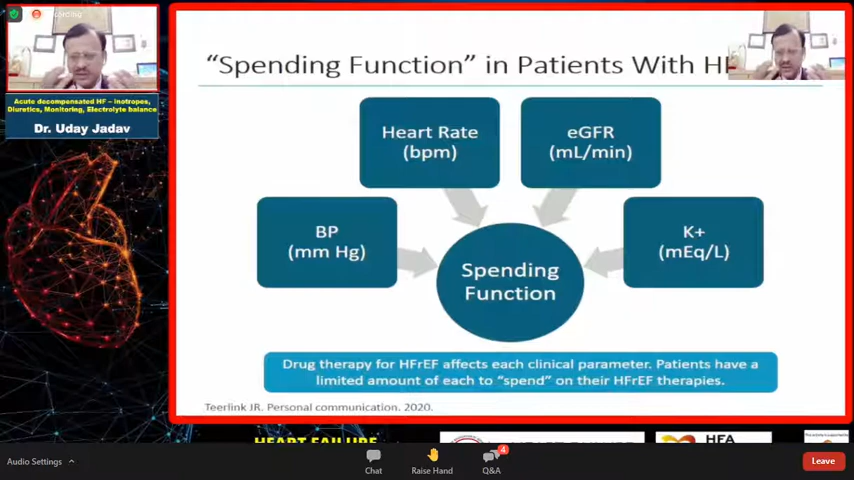 Recording
Acute decompensated HF – inotropes,
Diuretics, Monitoring, Electrolyte balance
Dr. Uday Jadav
“Spending Function” in Patients With
Heart Rate
(bpm)
eGFR
(mL/min)
BP
(mm Hg)
K+
(mEq/L)
Spending
Function
Drug therapy for HFrEF affects each clinical parameter. Patients have a
limited amount of each to “spend” on their HFrEF therapies.
Teerlink JR. Personal communication. 2020.
HEART FAILURE
HFA
Audio Settings
Chat
Raise Hand
4
Q&A
Leave